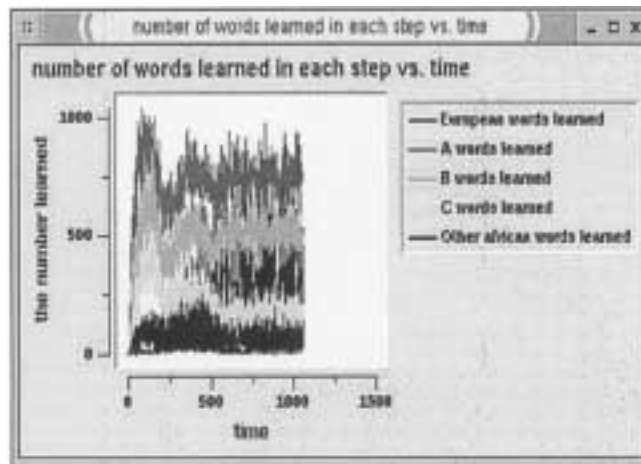 number of words learned in each step vs. time
number of words learned in each step vs. time
the number learned
1000
500
0
0
500
1000
1500
time
European words learned
A words learned
B words learned
C words learned
Other african words learned